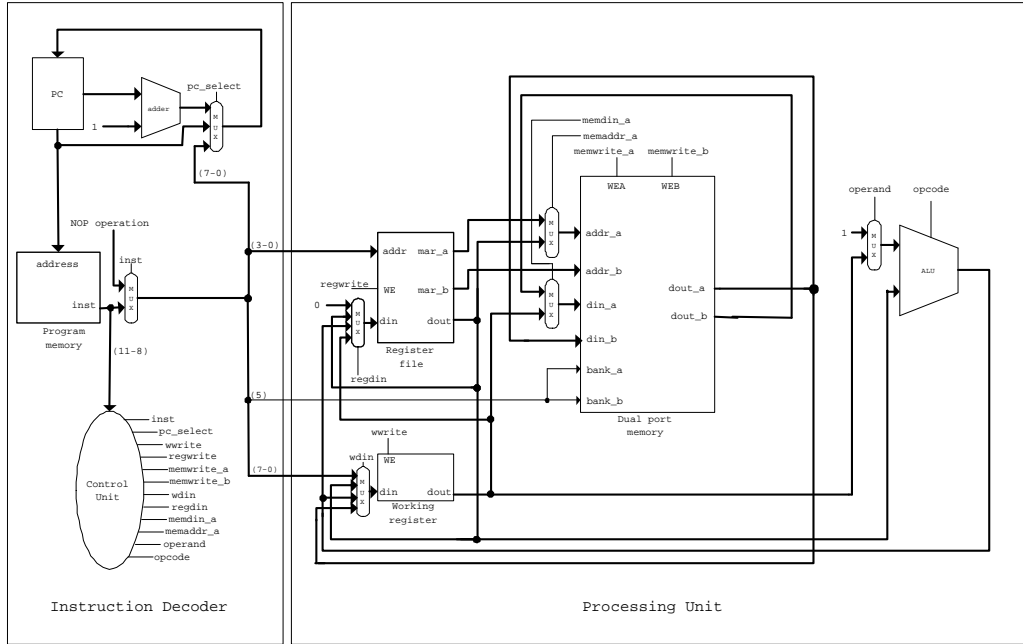 PC
adder
pc_select
M
U
X
1
(7-0)
NOP operation
address
inst
inst
M
U
X
Program
memory
(11-8)
Control
Unit
inst
pc_select
wwrite
regwrite
memwrite_a
memwrite_b
wdin
regdin
memdin_a
memaddr_a
operand
opcode
Instruction Decoder
(3-0)
(5)
(7-0)
addr
mar_a
regwrite
WE
mar_b
0
M
U
X
din
dout
Register
file
regdin
wwrite
WE
wdin
M
U
X
din
dout
Working
register
memdin_a
memaddr_a
memwrite_a
memwrite_b
WEA
WEB
M
U
X
addr_a
addr_b
M
U
X
din_a
dout_a
dout_b
din_b
bank_a
bank_b
Dual port
memory
operand
opcode
1
M
U
X
ALU
Processing Unit